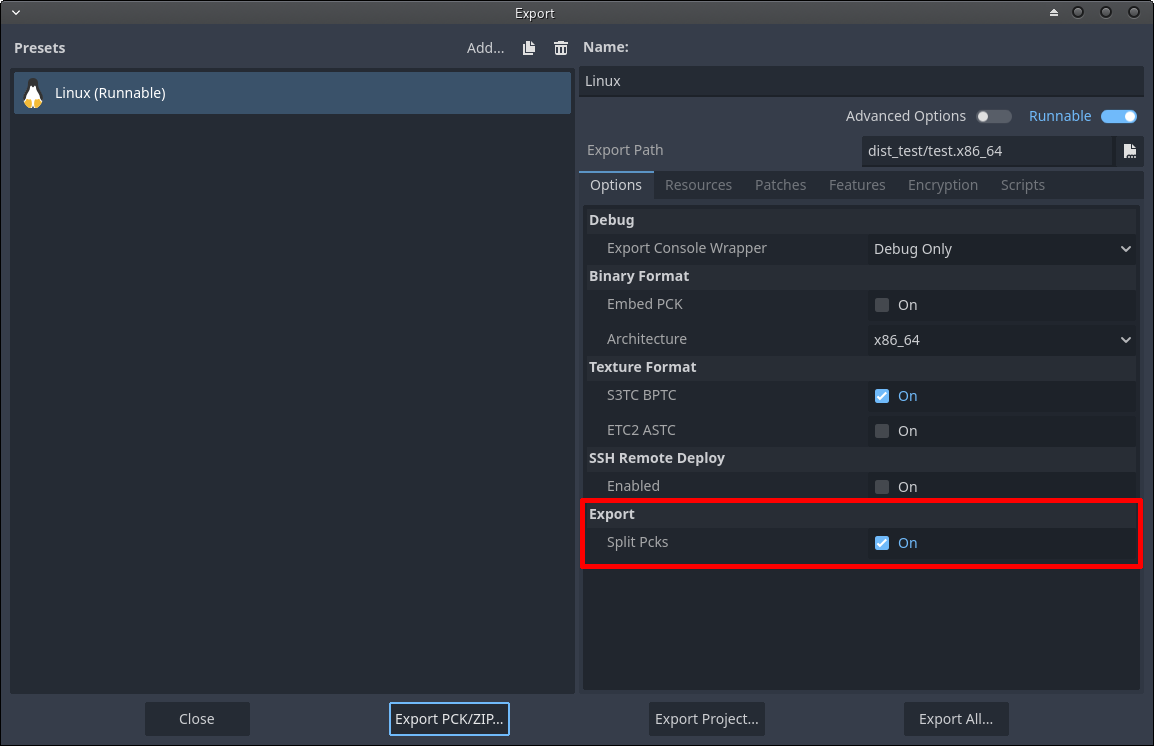 Export
Presets
Add...
Linux (Runnable)
Name:
Linux
Advanced Options
Runnable
Export Path
dist_test/test.x86_64
Options Resources Patches Features Encryption Scripts
Debug
Export Console Wrapper Debug Only
Binary Format
Embed PCK On
Architecture x86_64
Texture Format
S3TC BPTC On
ETC2 ASTC On
SSH Remote Deploy
Enabled On
Export
Split Pcks On
Close Export PCK/ZIP... Export Project... Export All...